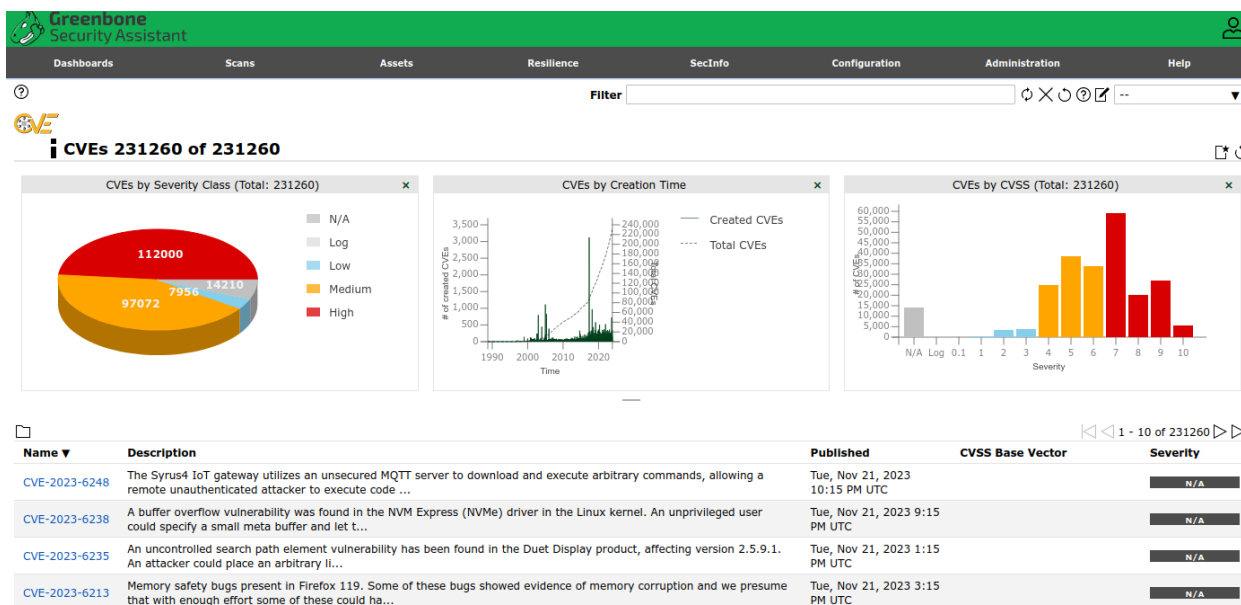 Greenbone
Security Assistant
Dashboards Scans Assets Resilience SecInfo Configuration Administration Help
Filter --
CVE
CVEs 231260 of 231260
CVEs by Severity Class (Total: 231260) ×
112000
97072
7956
14210
N/A
Log
Low
Medium
High
CVEs by Creation Time ×
# of created CVEs
3,500
3,000
2,500
2,000
1,500
1,000
500
0
240,000
220,000
200,000
180,000
160,000
140,000
120,000
100,000
80,000
60,000
40,000
20,000
0
1990 2000 2010 2020
Time
Created CVEs
Total CVEs
CVEs by CVSS (Total: 231260) ×
# of CVEs
60,000
55,000
50,000
45,000
40,000
35,000
30,000
25,000
20,000
15,000
10,000
5,000
N/A Log 0.1 1 2 3 4 5 6 7 8 9 10
Severity
1 - 10 of 231260
Name ▼ Description Published CVSS Base Vector Severity
CVE-2023-6248 The Syrus4 IoT gateway utilizes an unsecured MQTT server to download and execute arbitrary commands, allowing a Tue, Nov 21, 2023 N/A
remote unauthenticated attacker to execute code ... 10:15 PM UTC
CVE-2023-6238 A buffer overflow vulnerability was found in the NVM Express (NVMe) driver in the Linux kernel. An unprivileged user Tue, Nov 21, 2023 9:15 N/A
could specify a small meta buffer and let t... PM UTC
CVE-2023-6235 An uncontrolled search path element vulnerability has been found in the Duet Display product, affecting version 2.5.9.1. Tue, Nov 21, 2023 1:15 N/A
An attacker could place an arbitrary li... PM UTC
CVE-2023-6213 Memory safety bugs present in Firefox 119. Some of these bugs showed evidence of memory corruption and we presume Tue, Nov 21, 2023 3:15 N/A
that with enough effort some of these could ha... PM UTC